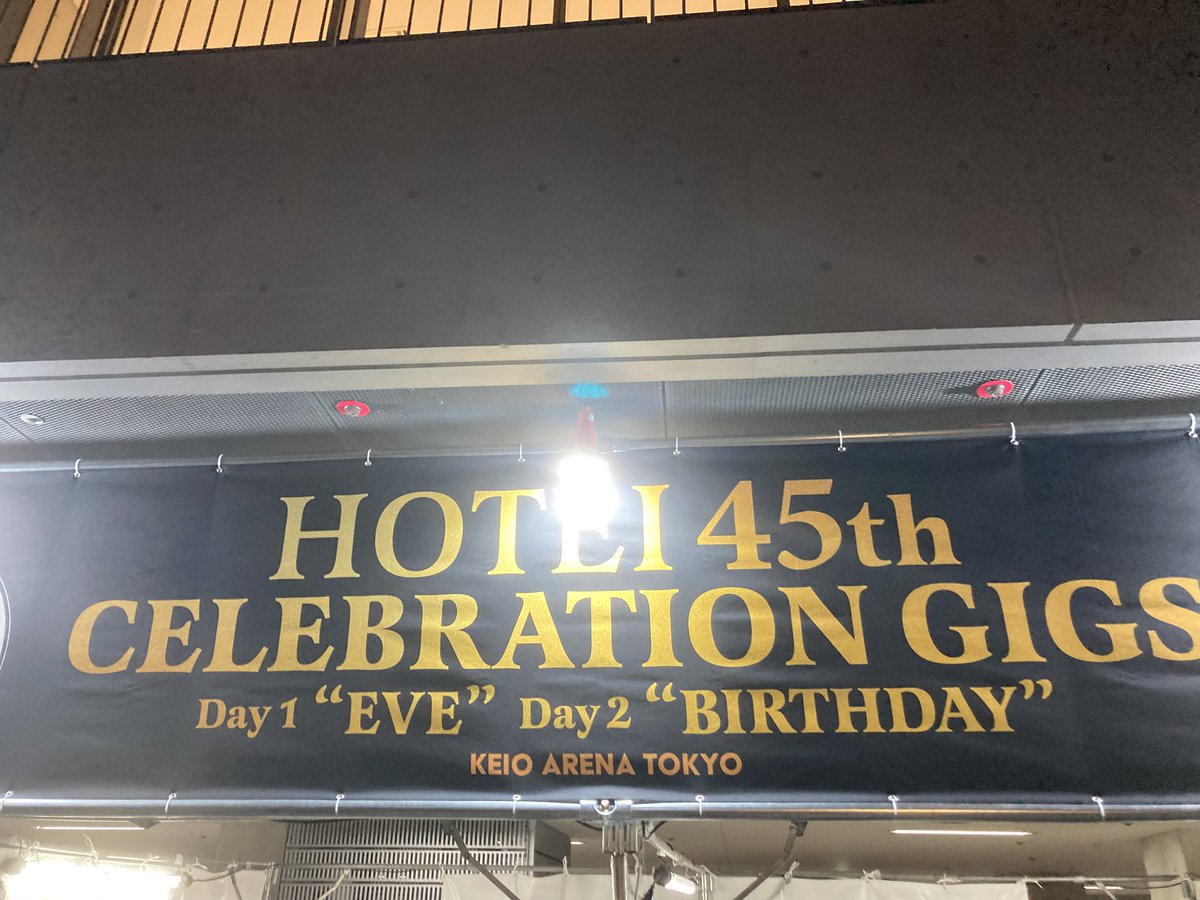 HOTEI 45th
CELEBRATION GIGS
Day 1 “EVE” Day 2 “BIRTHDAY”
KEIO ARENA TOKYO